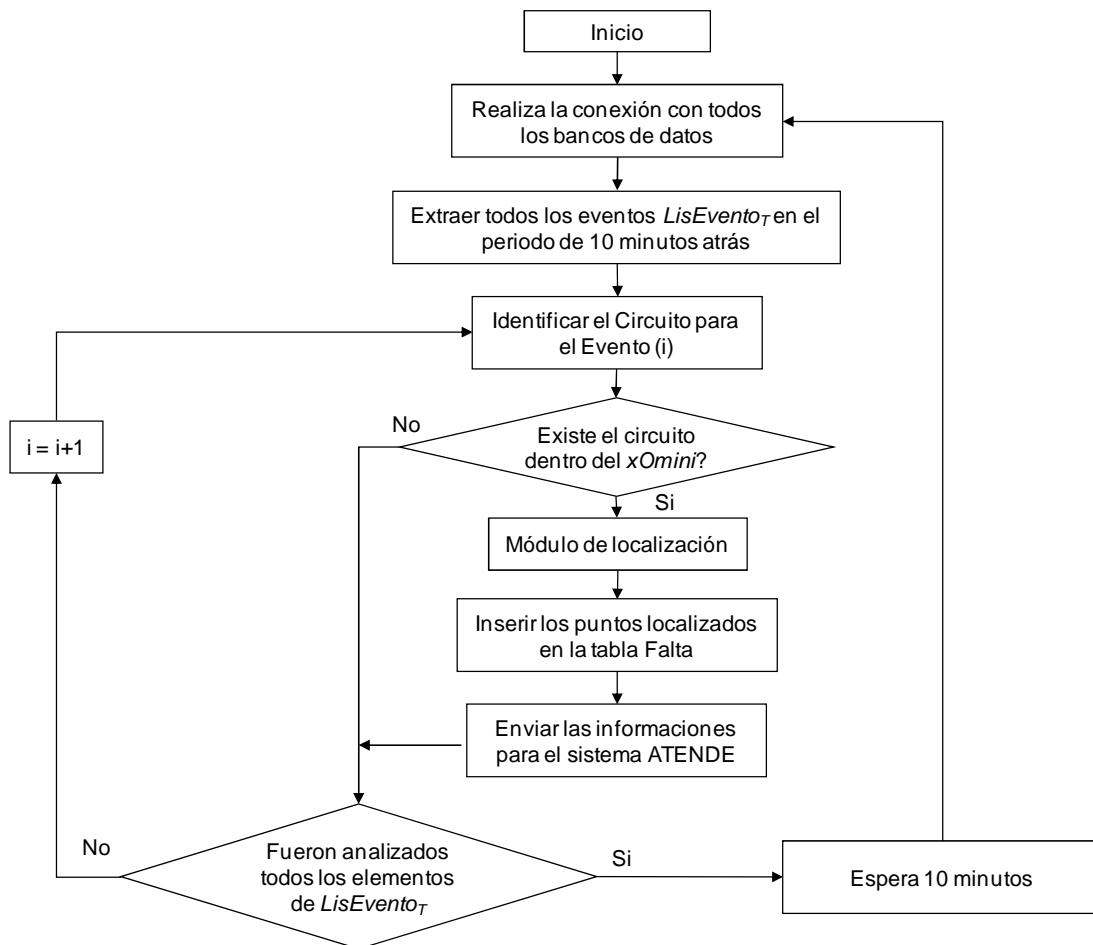 Inicio
Realiza la conexión con todos
los bancos de datos
Extraer todos los eventos LisEventoT en el
periodo de 10 minutos atrás
Identificar el Circuito para
el Evento (i)
No
Existe el circuito
dentro del xOmini?
i = i+1
Si
Módulo de localización
Inserir los puntos localizados
en la tabla Falta
Enviar las informaciones
para el sistema ATENDE
No
Fueron analizados
todos los elementos
de LisEventoT
Si
Espera 10 minutos